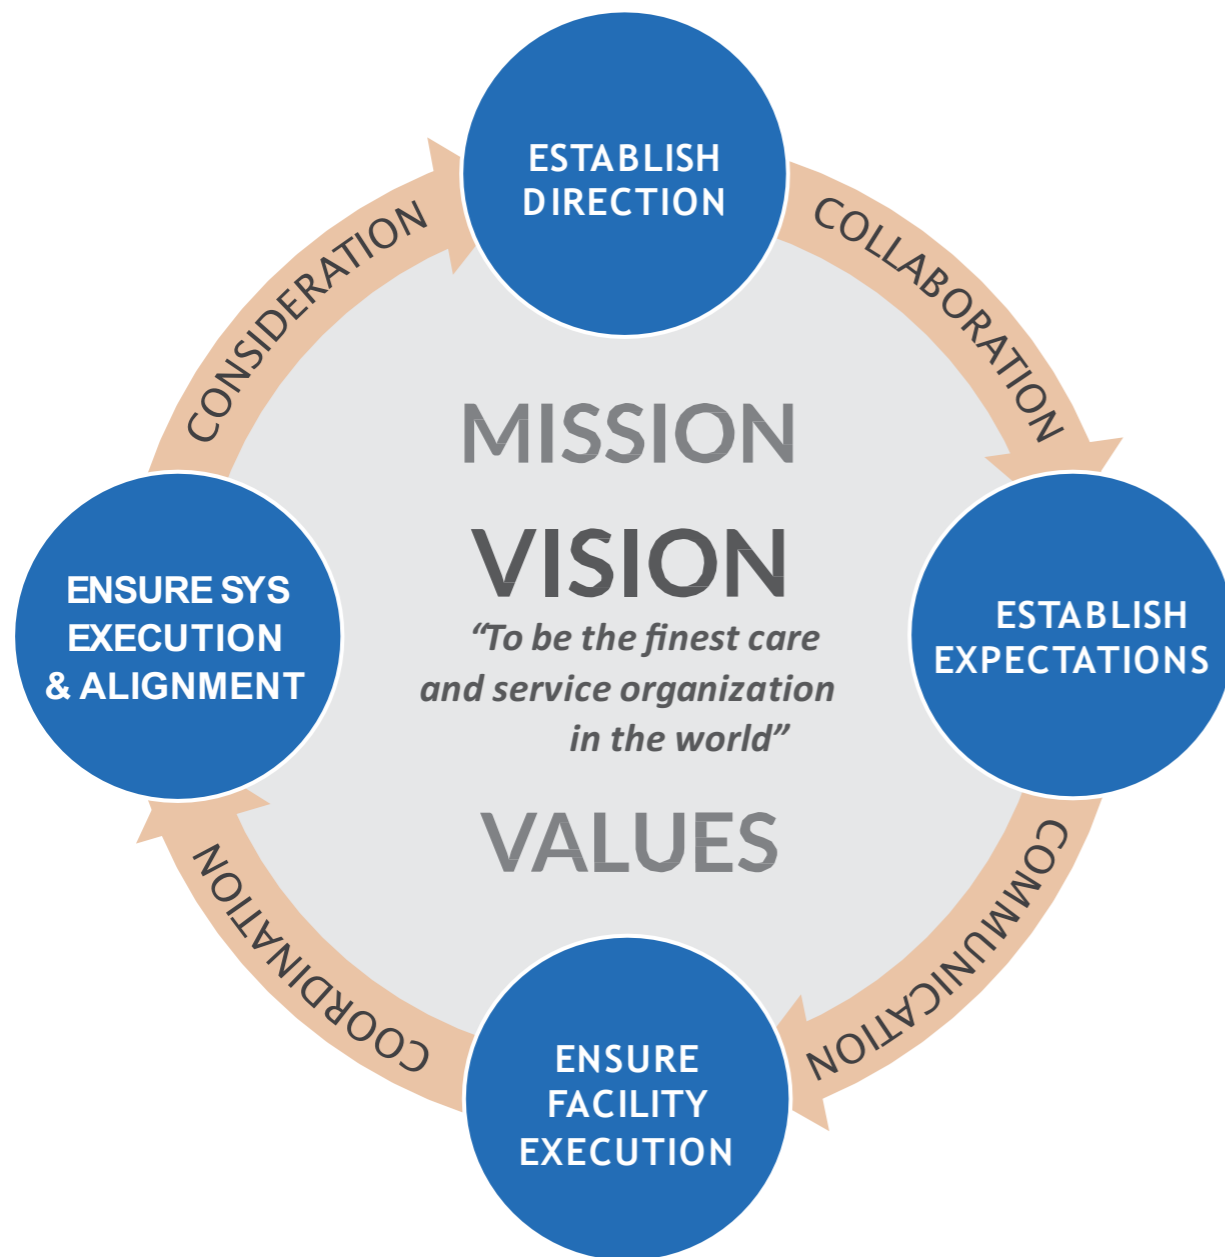 ESTABLISH
DIRECTION
CONSIDERATION
COLLABORATION
MISSION
VISION
“To be the finest care
and service organization
in the world”
VALUES
ENSURE SYS
EXECUTION
& ALIGNMENT
ESTABLISH
EXPECTATIONS
COORDINATION
COMMUNICATION
ENSURE
FACILITY
EXECUTION